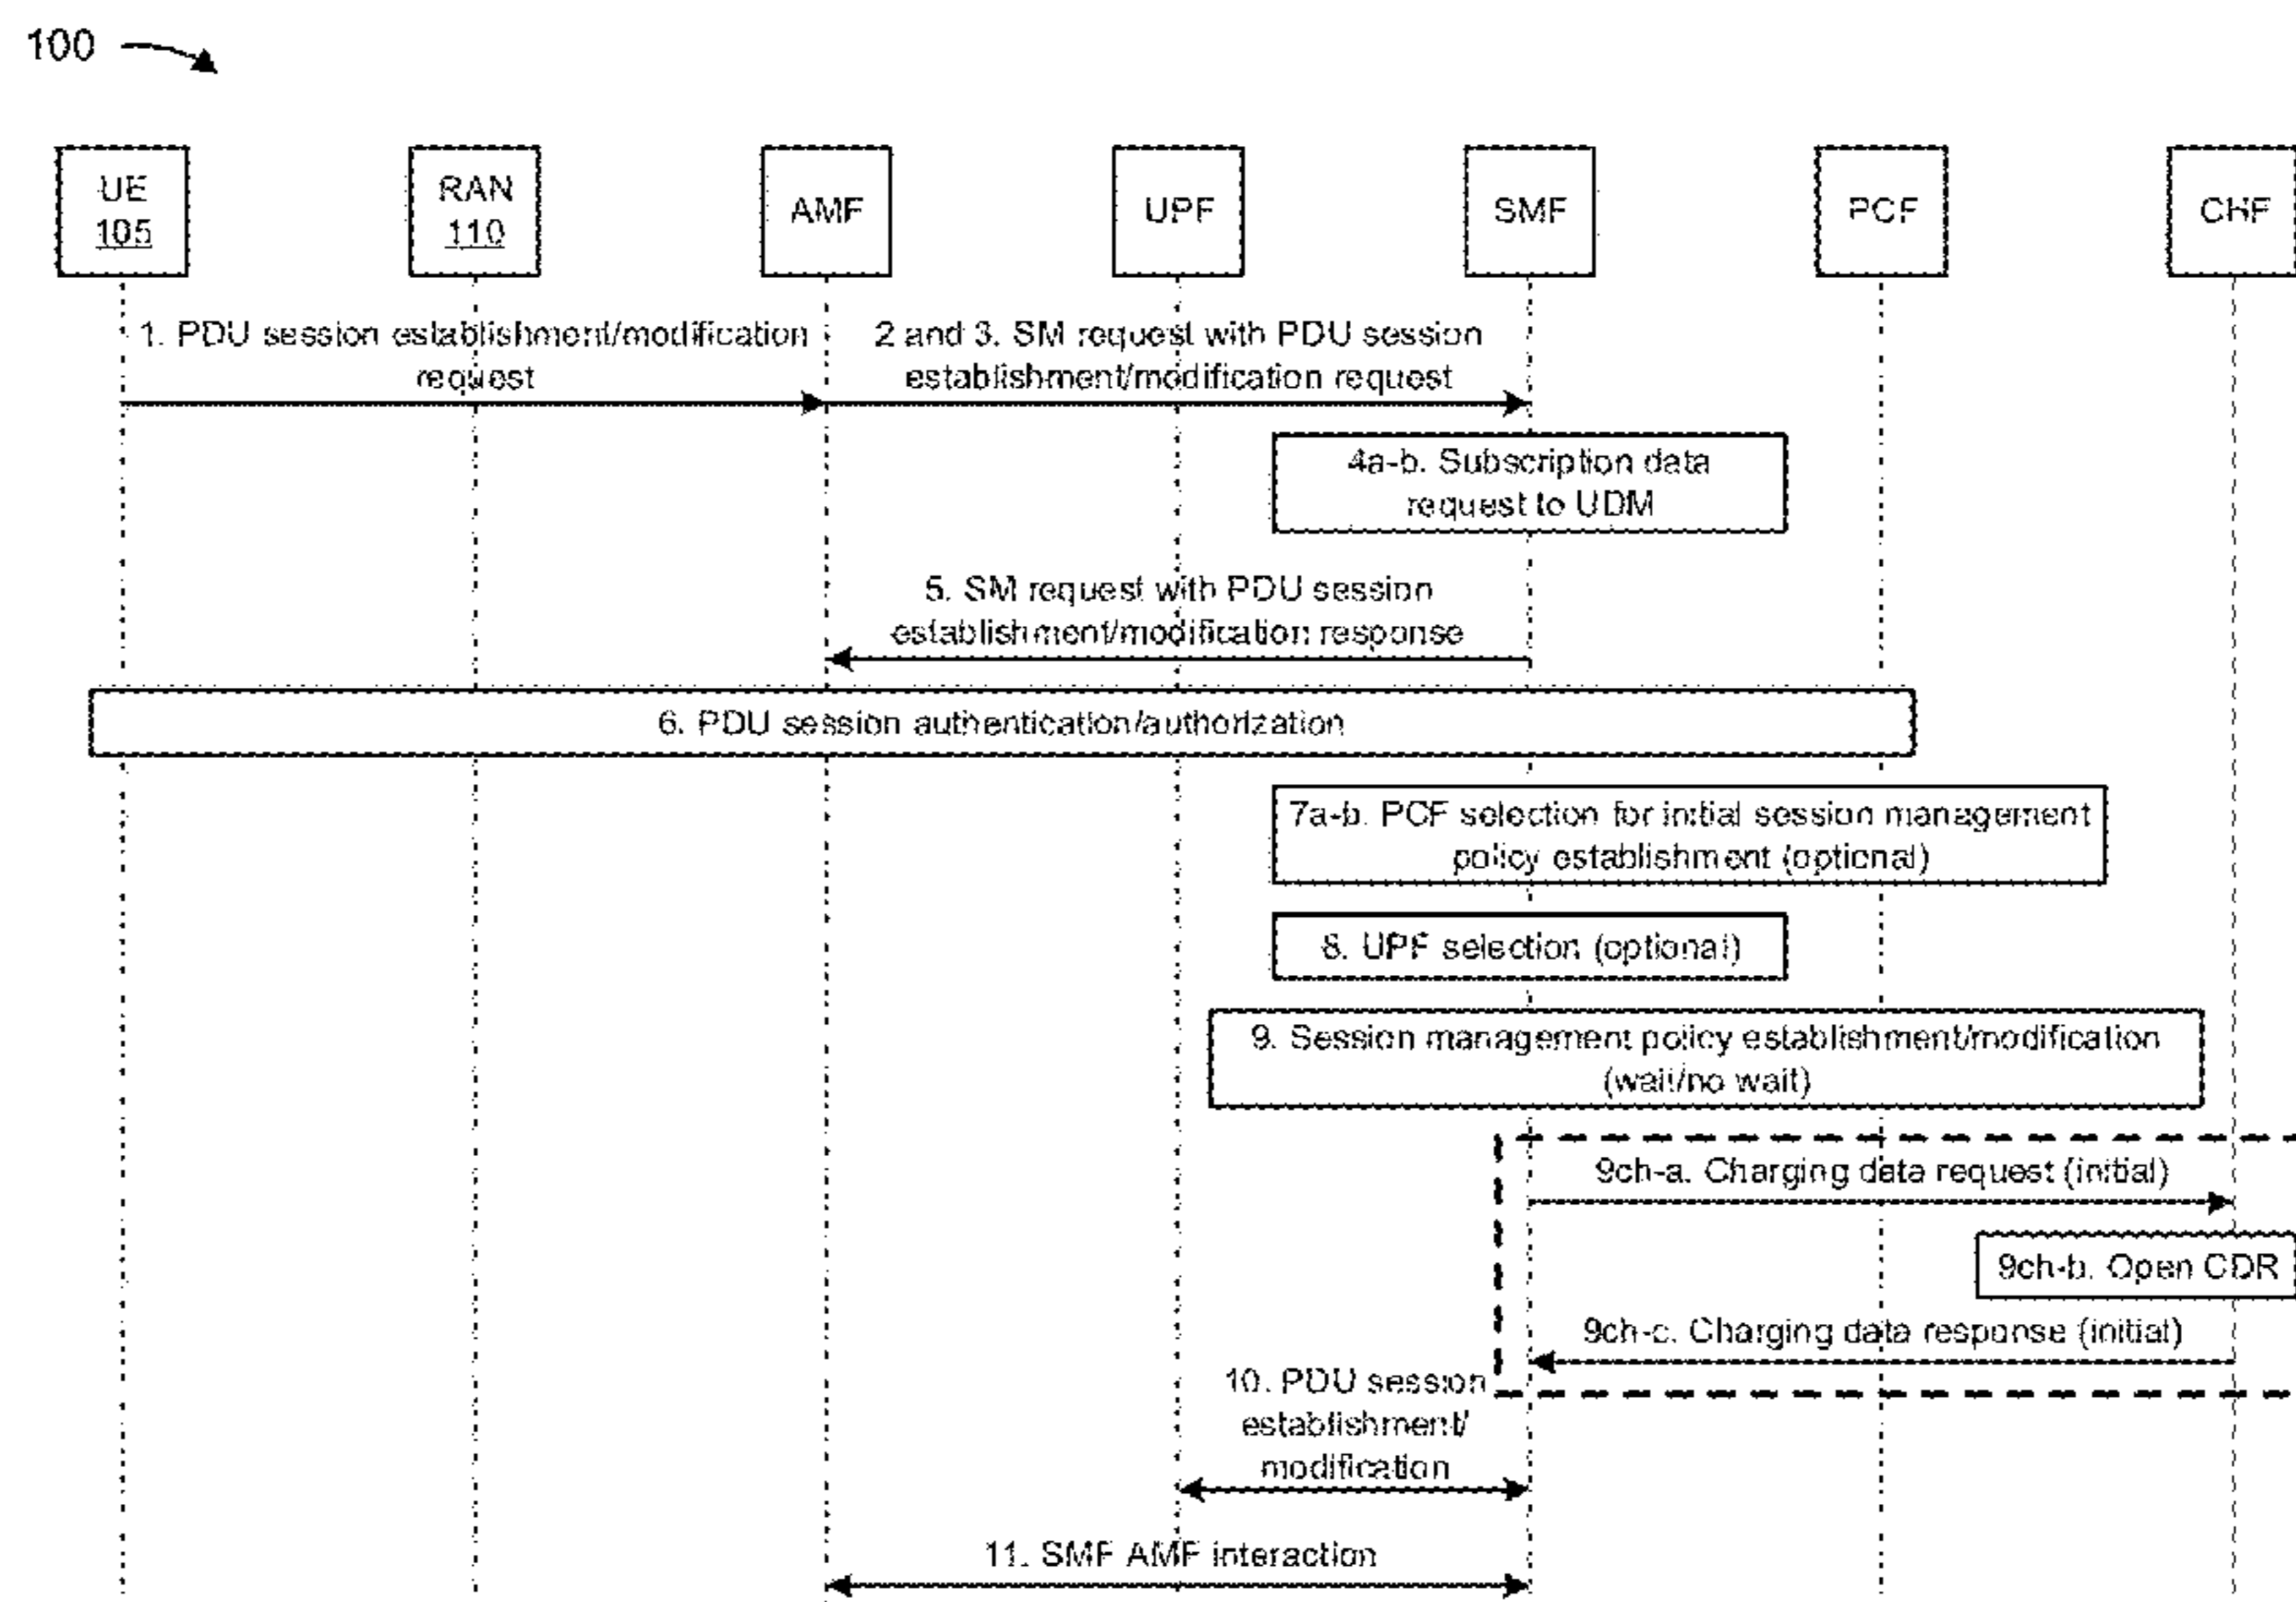 100
UE
105
RAN
110
AMF
UPF
SMF
PCF
CHF
1. PDU session establishment/modification
request
2 and 3. SM request with PDU session
establishment/modification request
4a-b. Subscription data
request to UDM
5. SM request with PDU session
establishment/modification response
6. PDU session authentication/authorization
7a-b. PCF selection for initial session management
policy establishment (optional)
8. UPF selection (optional)
9. Session management policy establishment/modification
(wait/no wait)
9ch-a. Charging data request (initial)
9ch-b. Open CDR
9ch-c. Charging data response (initial)
10. PDU session
establishment/
modification
11. SMF AMF interaction